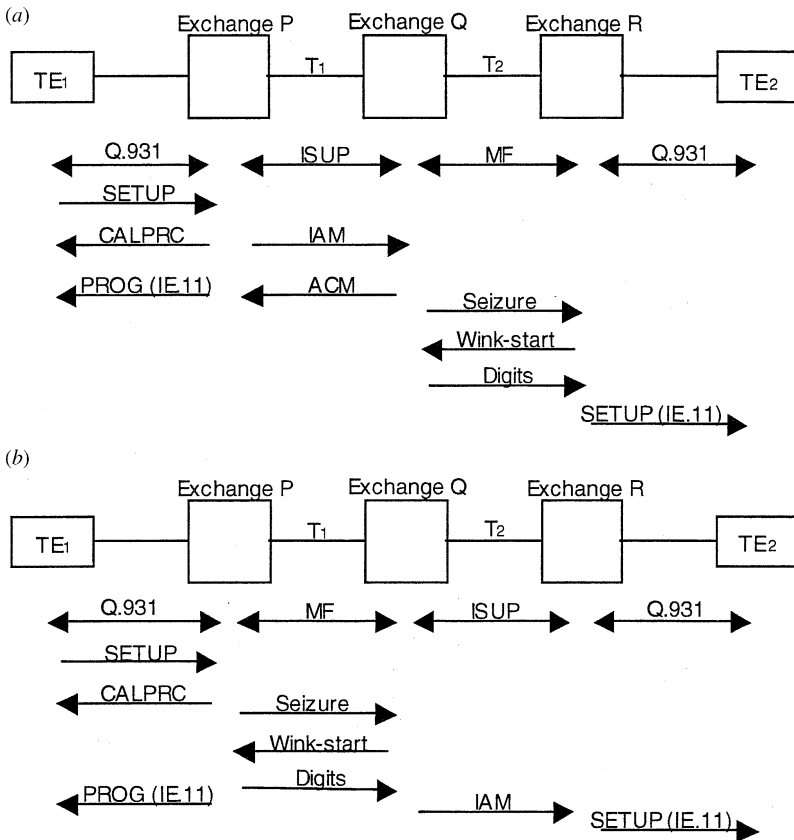 (a)
Exchange P Exchange Q Exchange R
TE1 T1 T2 TE2
Q.931 ISUP MF Q.931
SETUP
CALPRC IAM
PROG (IE.11) ACM
Seizure
Wink-start
Digits
SETUP (IE.11)
(b)
Exchange P Exchange Q Exchange R
TE1 T1 T2 TE2
Q.931 MF ISUP Q.931
SETUP
CALPRC
Seizure
Wink-start
Digits
PROG (IE.11) IAM
SETUP (IE.11)